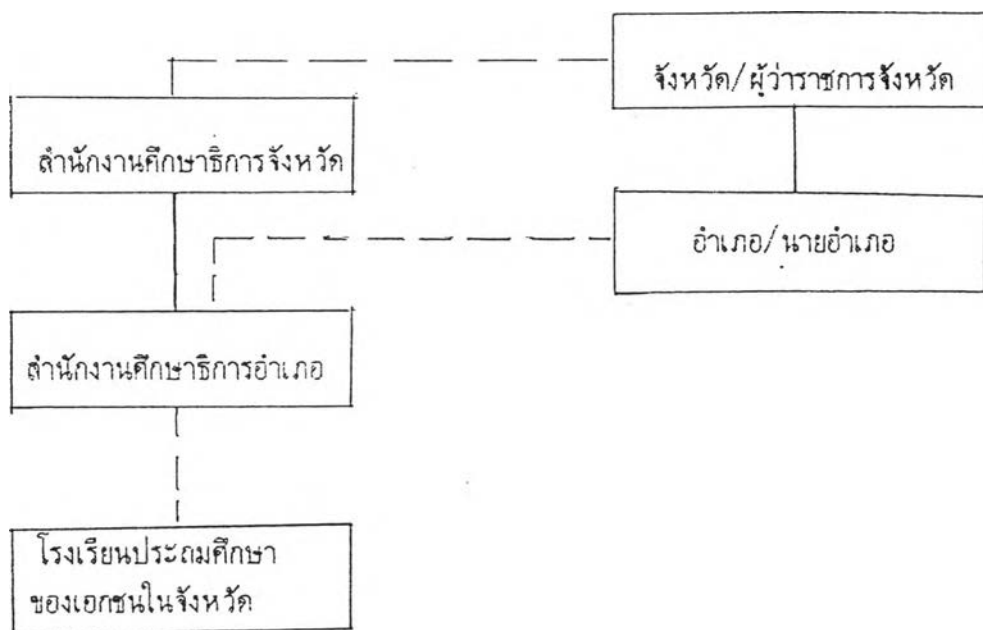 จังหวัด/ผู้ว่าราชการจังหวัด
สำนักงานศึกษาธิการจังหวัด
อำเภอ/นายอำเภอ
สำนักงานศึกษาธิการอำเภอ
โรงเรียนประถมศึกษา
ของเอกชนในจังหวัด